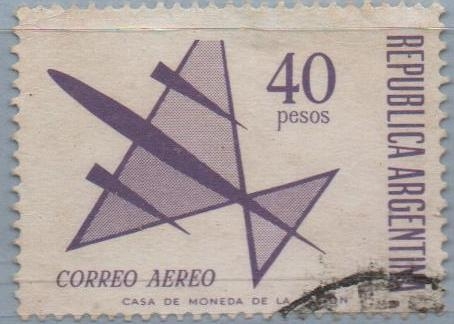 40
pesos
REPUBLICA ARGENTINA
CORREO AEREO
CASA DE MONEDA DE LA